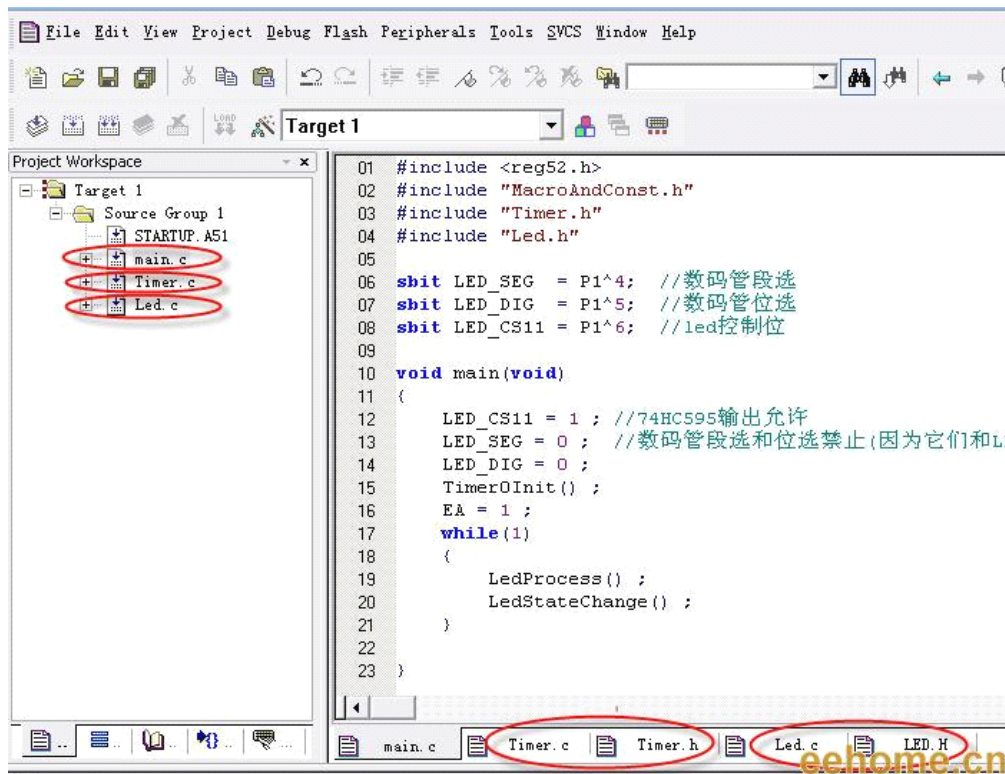 File Edit View Project Debug Flash Peripherals Tools SVCS Window Help
LOAD
Target 1
Project Workspace
Target 1
Source Group 1
STARTUP.A51
main.c
Timer.c
Led.c
01 #include <reg52.h>
02 #include "MacroAndConst.h"
03 #include "Timer.h"
04 #include "Led.h"
05
06 sbit LED_SEG = P1^4; //数码管段选
07 sbit LED_DIG = P1^5; //数码管位选
08 sbit LED_CS11 = P1^6; //led控制位
09
10 void main(void)
11 {
12 LED_CS11 = 1 ; //74HC595输出允许
13 LED_SEG = 0 ; //数码管段选和位选禁止(因为它们和L
14 LED_DIG = 0 ;
15 Timer0Init() ;
16 EA = 1 ;
17 while(1)
18 {
19 LedProcess() ;
20 LedStateChange() ;
21 }
22
23 }
main.c Timer.c Timer.h Led.c LED.H
eehome.cn